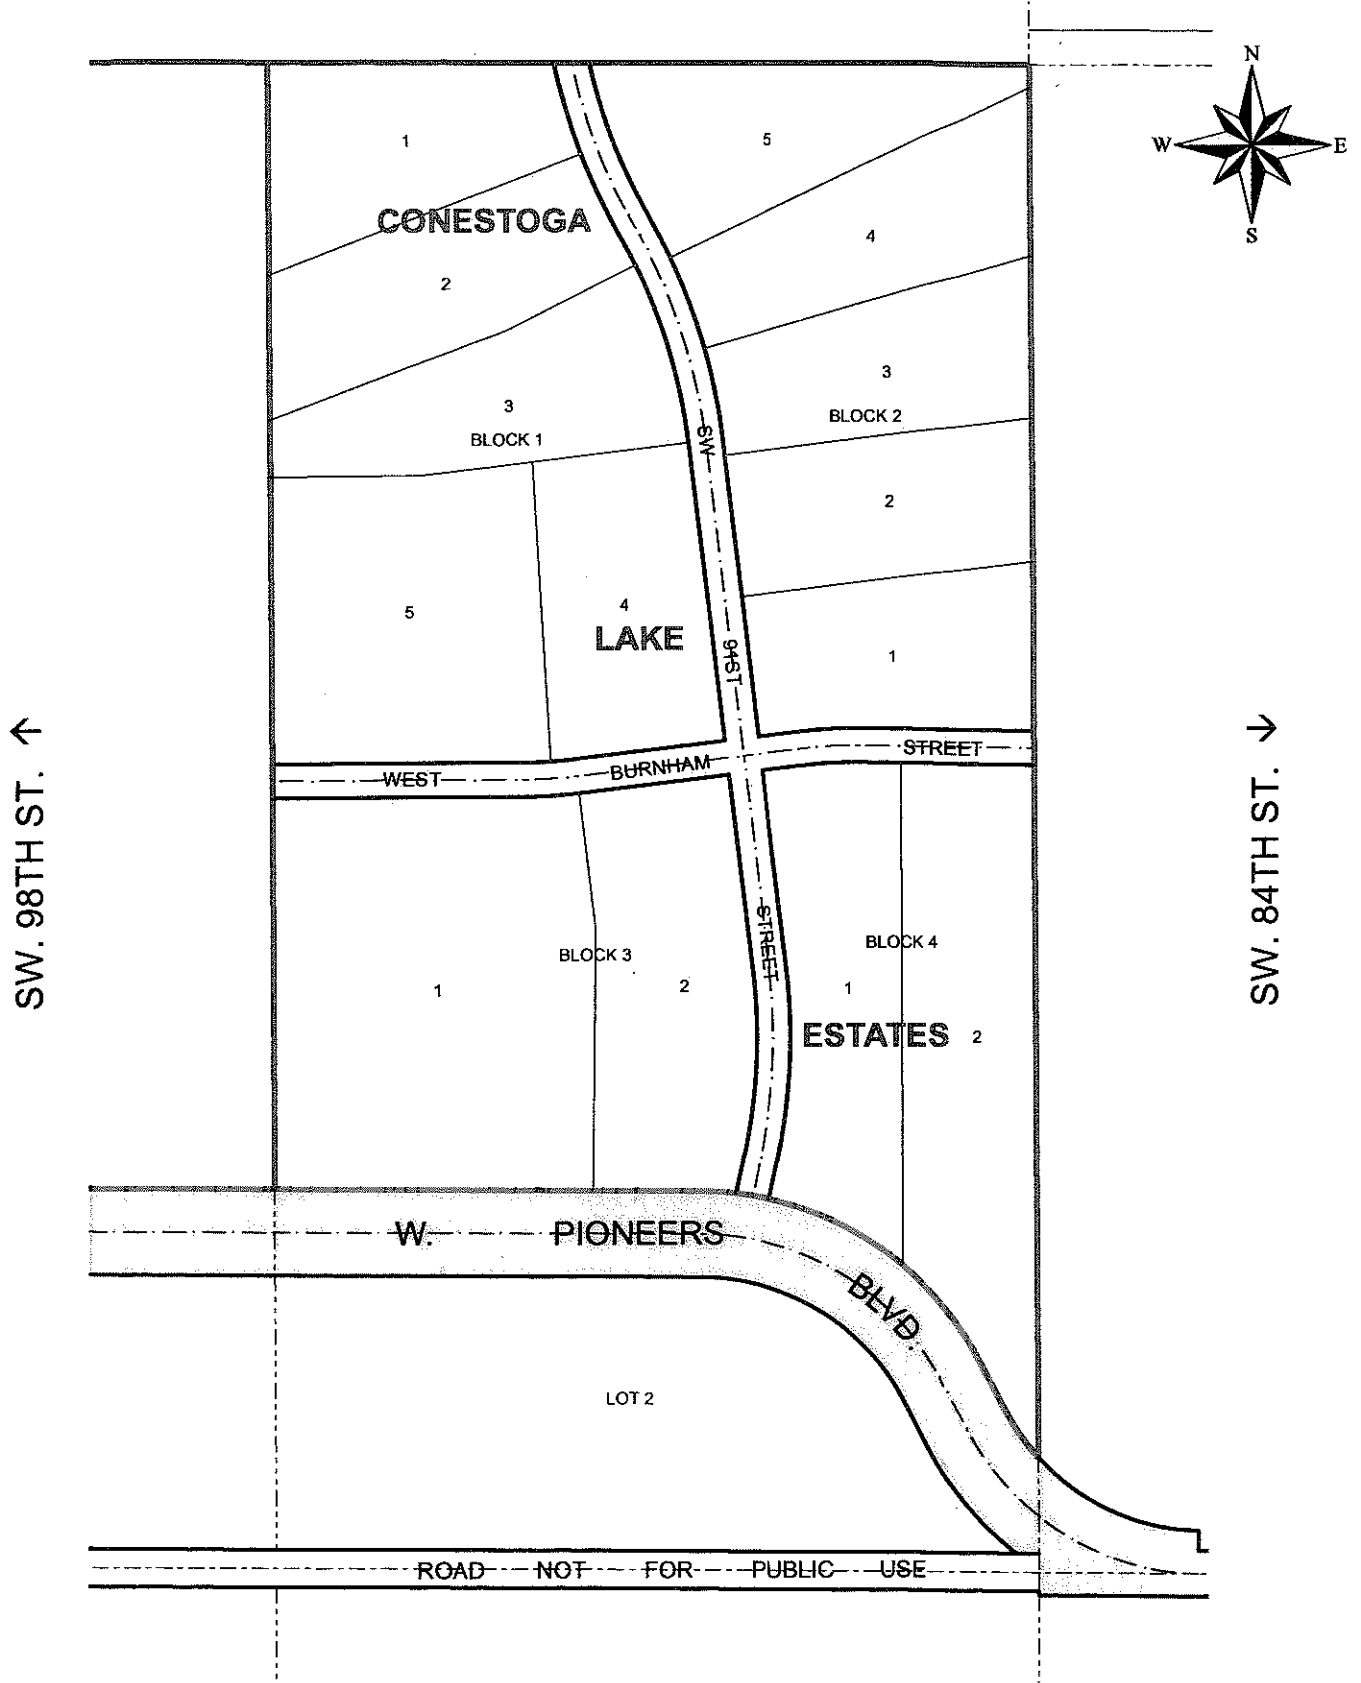 N
W E
S
1
5
CONESTOGA
4
2
3
3
BLOCK 2
BLOCK 1
SW 91ST STREET
2
5
4
LAKE
1
WEST BURNHAM STREET
SW. 98TH ST. ↑
SW. 84TH ST. →
BLOCK 3
BLOCK 4
1
2
1
ESTATES
2
W. PIONEERS BLVD.
LOT 2
ROAD NOT FOR PUBLIC USE